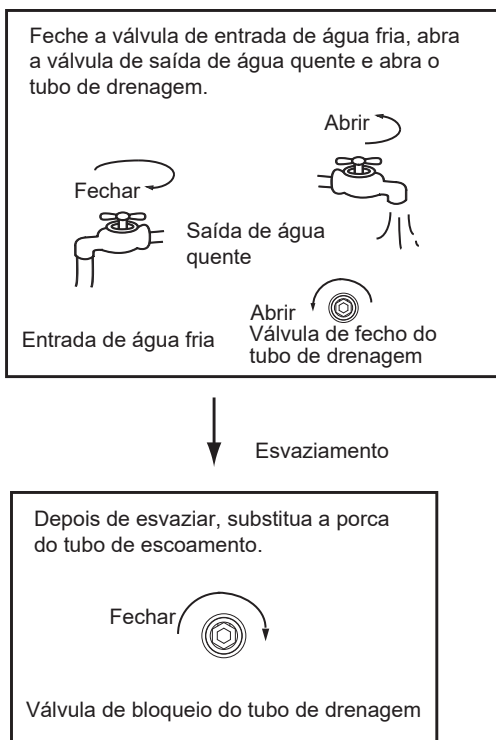 Feche a válvula de entrada de água fria, abra
a válvula de saída de água quente e abra o
tubo de drenagem.
Abrir
Fechar
Saída de água
quente
Entrada de água fria
Abrir
Válvula de fecho do
tubo de drenagem
Esvaziamento
Depois de esvaziar, substitua a porca
do tubo de escoamento.
Fechar
Válvula de bloqueio do tubo de drenagem